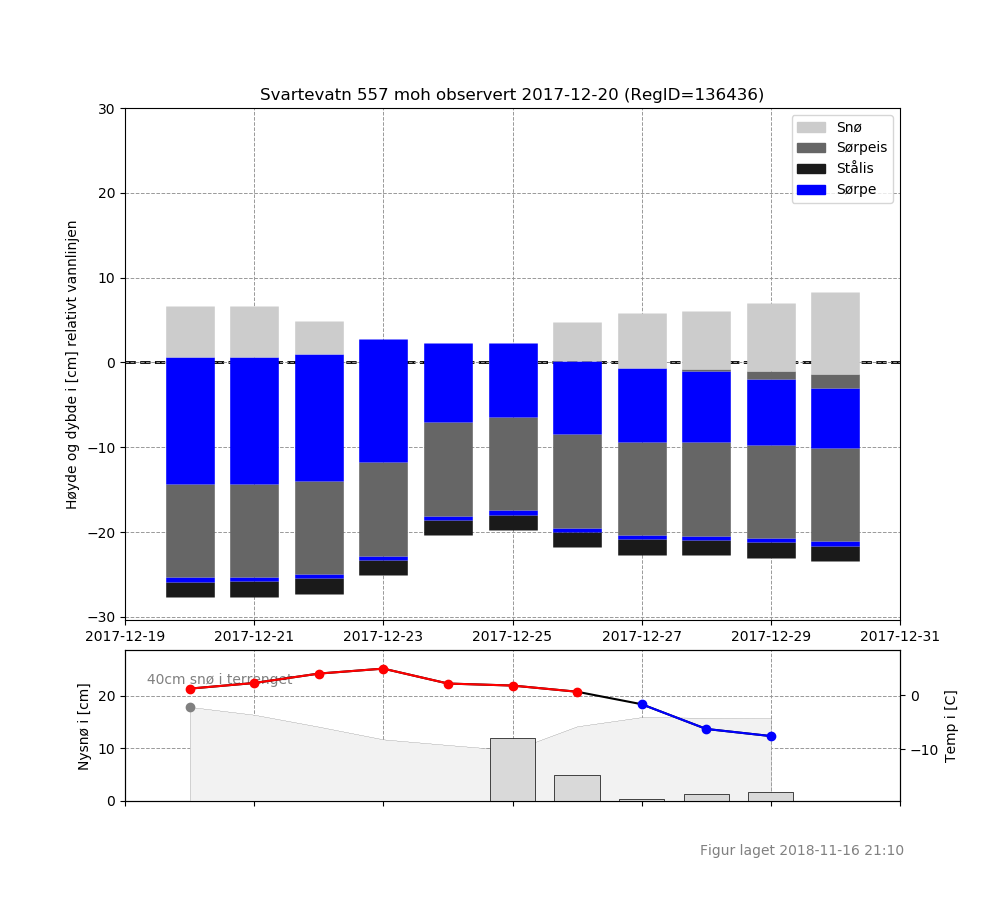 Svartevatn 557 moh observert 2017-12-20 (RegID=136436)
Høyde og dybde i [cm] relativt vannlinjen
30
20
10
0
−10
−20
−30
Snø
Sørpeis
Stålis
Sørpe
2017-12-19 2017-12-21 2017-12-23 2017-12-25 2017-12-27 2017-12-29 2017-12-31
Nysnø i [cm]
20
10
0
40cm snø i terrenget
0
−10
Temp i [C]
Figur laget 2018-11-16 21:10